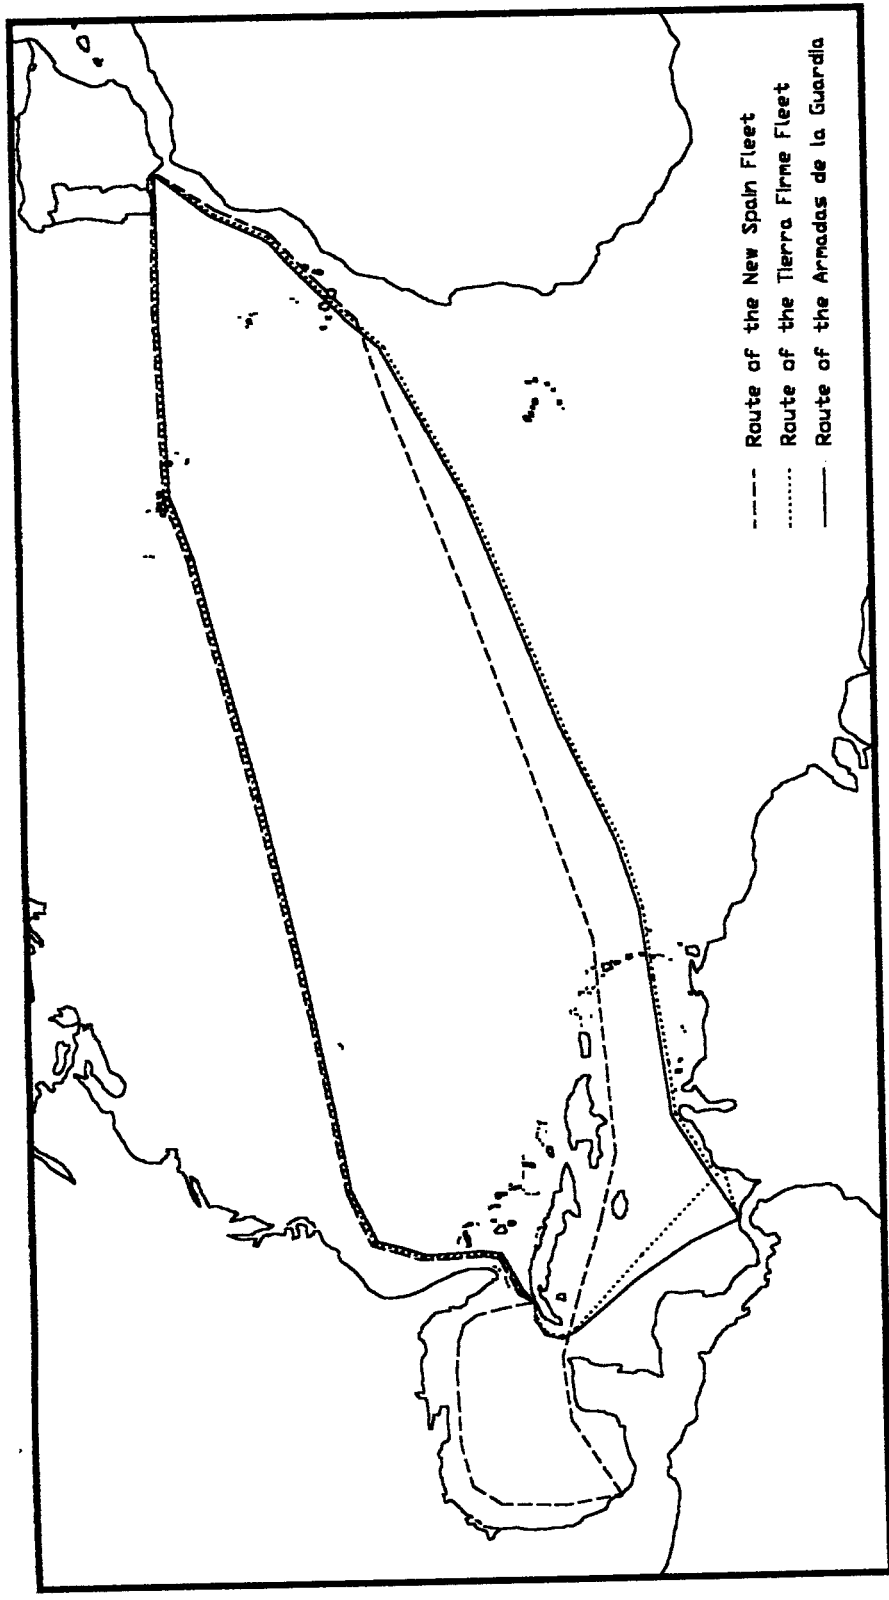 Route of the New Spain Fleet
Route of the Tierra Firme Fleet
Route of the Armadas de la Guardia